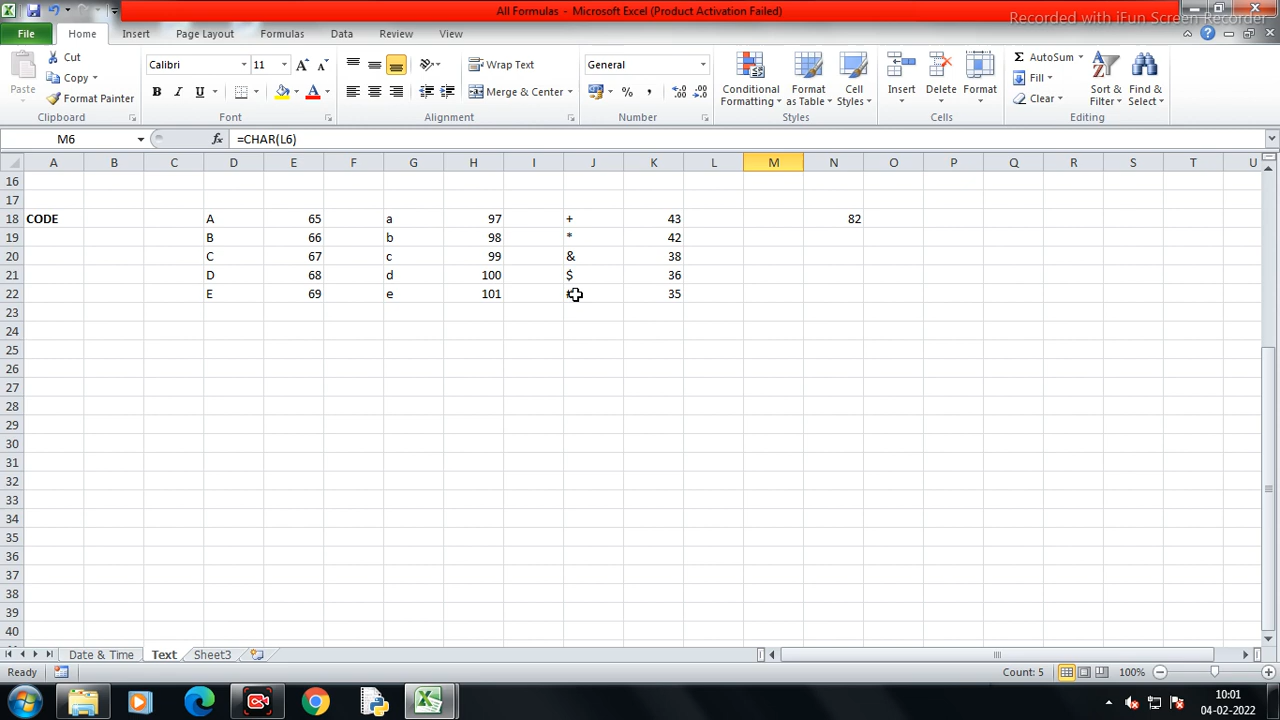 All Formulas - Microsoft Excel (Product Activation Failed)
Recorded with iFun Screen Recorder
File Home Insert Page Layout Formulas Data Review View
Paste
Cut
Copy
Format Painter
Clipboard
Calibri 11
B I U
Font
Wrap Text
Merge & Center
Alignment
General
%
Number
Conditional Formatting
Format as Table
Cell Styles
Styles
Insert
Delete
Format
Cells
AutoSum
Fill
Clear
Sort & Filter
Find & Select
Editing
M6 fx =CHAR(L6)
A B C D E F G H I J K L M N O P Q R S T U
16
17
18 CODE A 65 a 97 + 43 82
19 B 66 b 98 * 42
20 C 67 c 99 & 38
21 D 68 d 100 $ 36
22 E 69 e 101 35
23
24
25
26
27
28
29
30
31
32
33
34
35
36
37
38
39
40
Date & Time Text Sheet3
Ready Count: 5 100%
10:01
04-02-2022